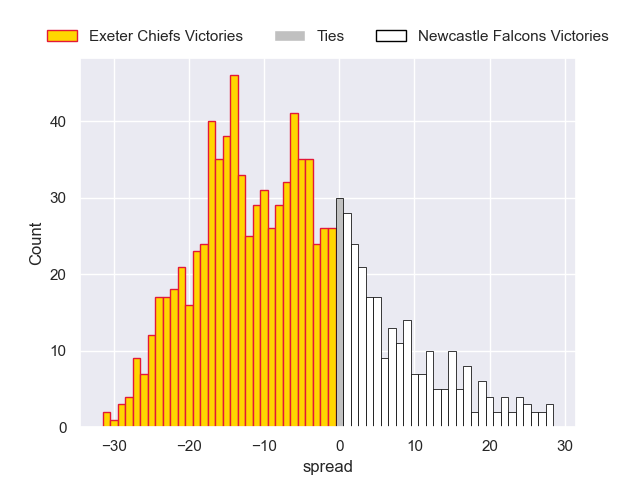 Exeter Chiefs Victories Ties Newcastle Falcons Victories
40
30
20
10
0
Count
−30 −20 −10 0 10 20 30
spread